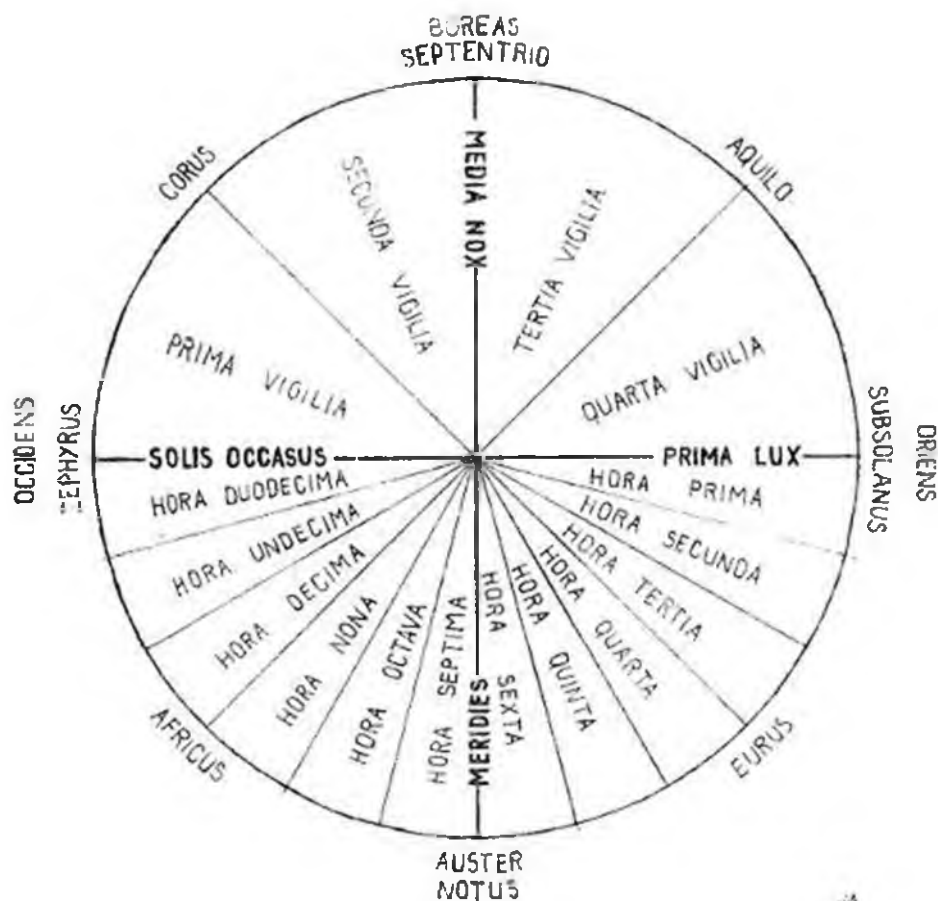 BOREAS
SEPTENTRIO
CORUS
AQUILO
MEDIA NOX
SECUNDA VIGILIA
TERTIA VIGILIA
PRIMA VIGILIA
QUARTA VIGILIA
OCCIDENS
ZEPHYRUS
SUBSOLANUS
ORIENS
SOLIS OCCASUS
PRIMA LUX
HORA DUODECIMA
HORA PRIMA
HORA UNDECIMA
HORA SECUNDA
HORA DECIMA
HORA TERTIA
HORA NONA
HORA QUARTA
HORA OCTAVA
HORA QUINTA
HORA SEPTIMA
MERIDIES
HORA SEXTA
AFRICUS
EURUS
AUSTER
NOTUS